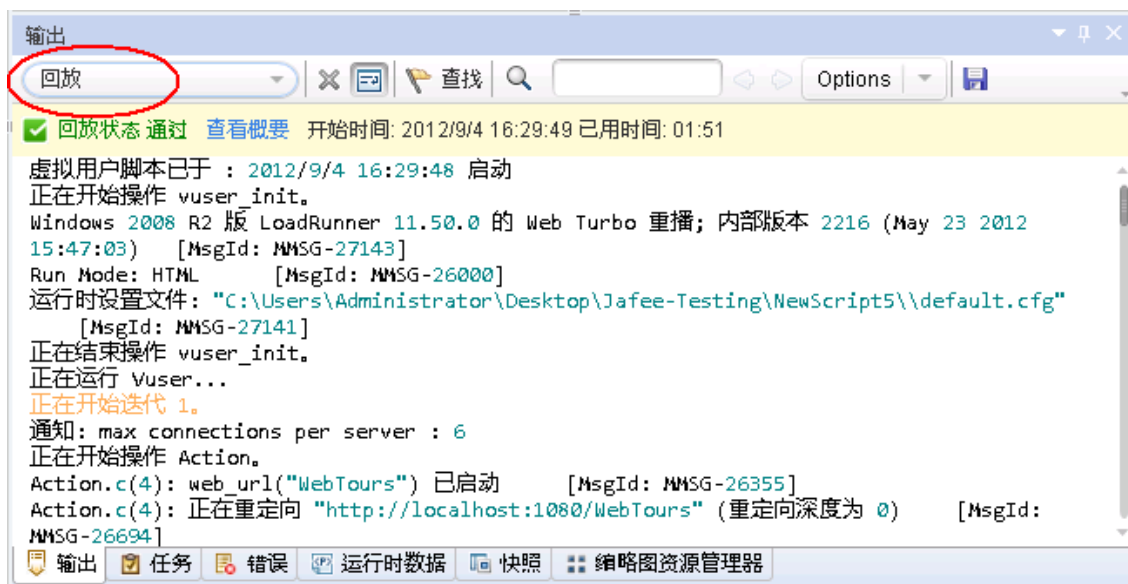 输出
回放 查找 Options
回放状态 通过 查看概要 开始时间: 2012/9/4 16:29:49 已用时间: 01:51
虚拟用户脚本已于 : 2012/9/4 16:29:48 启动
正在开始操作 vuser_init。
Windows 2008 R2 版 LoadRunner 11.50.0 的 Web Turbo 重播; 内部版本 2216 (May 23 2012
15:47:03) [MsgId: MMSG-27143]
Run Mode: HTML [MsgId: MMSG-26000]
运行时设置文件: "C:\Users\Administrator\Desktop\Jafee-Testing\NewScript5\\default.cfg"
[MsgId: MMSG-27141]
正在结束操作 vuser_init。
正在运行 Vuser...
正在开始迭代 1。
通知: max connections per server : 6
正在开始操作 Action。
Action.c(4): web_url("WebTours") 已启动 [MsgId: MMSG-26355]
Action.c(4): 正在重定向 "http://localhost:1080/WebTours" (重定向深度为 0) [MsgId:
MMSG-26694]
输出 任务 错误 运行时数据 快照 缩略图资源管理器